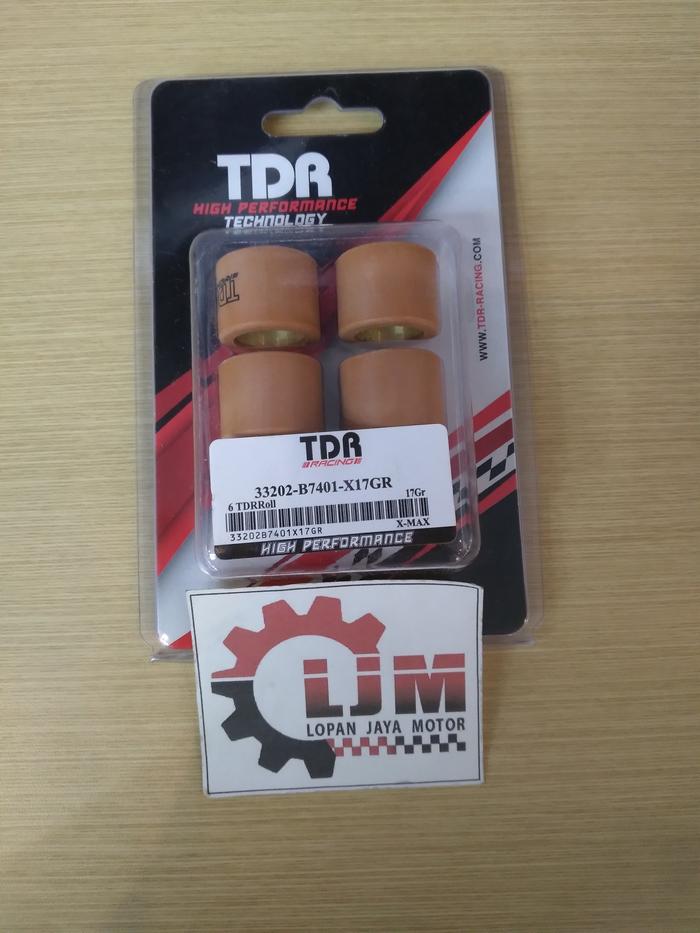 TDR
HIGH PERFORMANCE
TECHNOLOGY
WWW.TDR-RACING.COM
TDR
RACING
33202-B7401-X17GR
6 TDRRoll 17Gr
33202B7401X17GR X-MAX
HIGH PERFORMANCE
LJM
LOPAN JAYA MOTOR